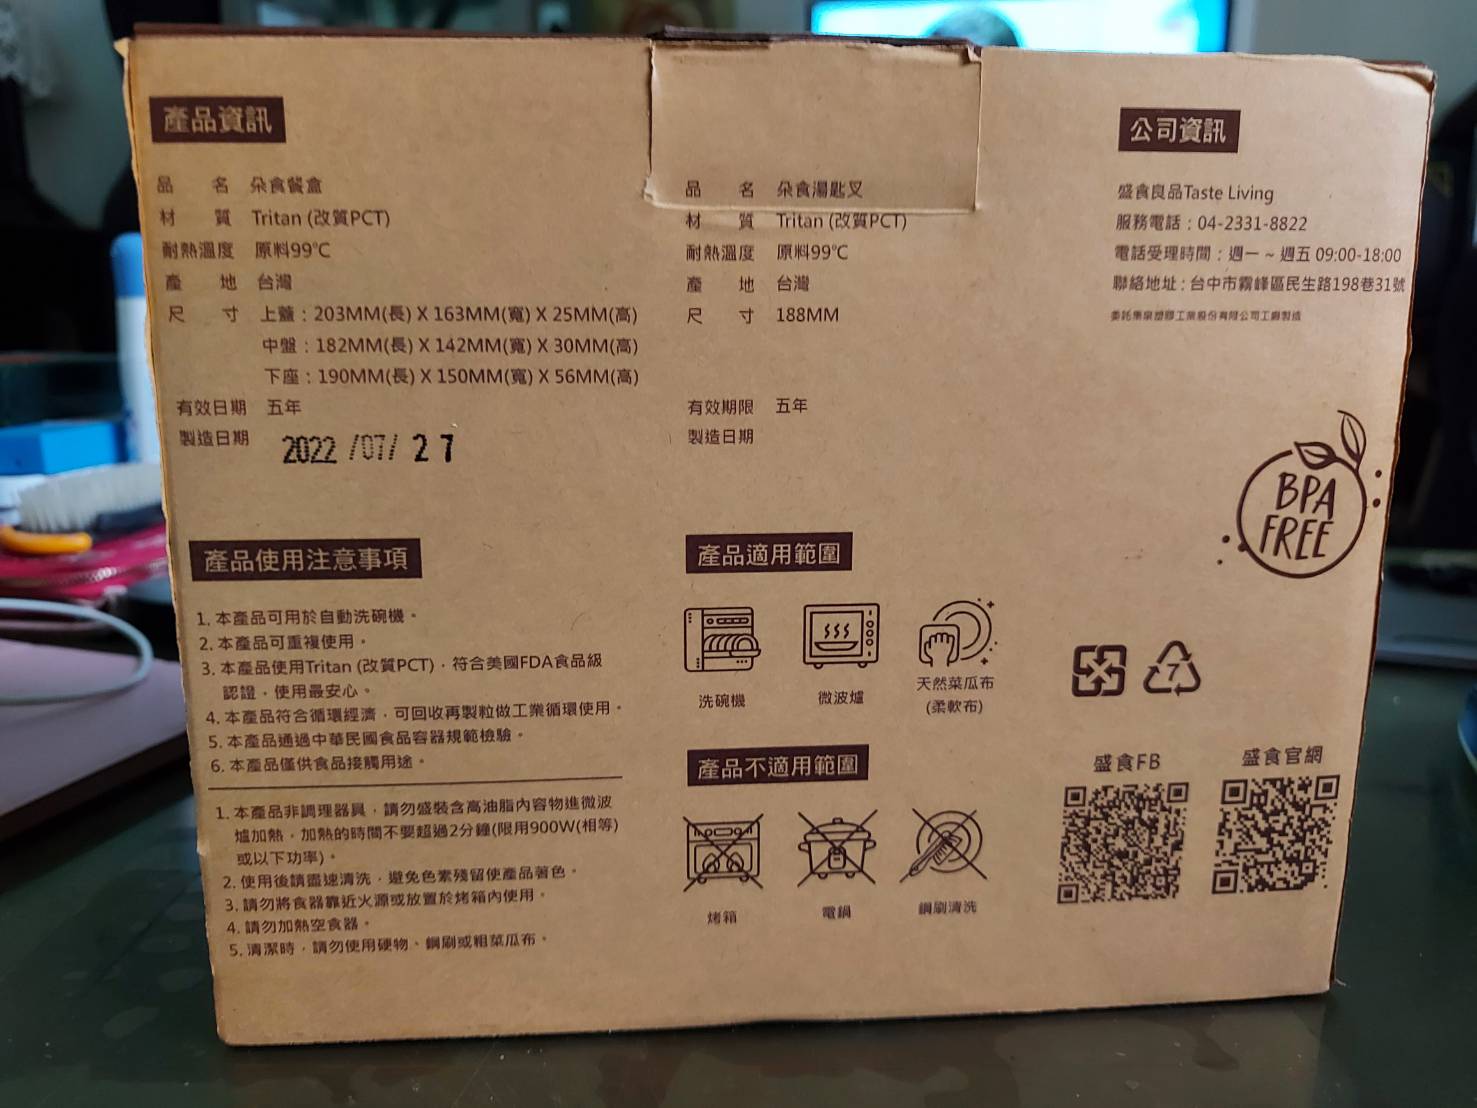 產品資訊
品名 朵食餐盒
材質 Tritan (改質PCT)
耐熱溫度 原料99℃
產地 台灣
尺寸 上蓋：203MM(長) X 163MM(寬) X 25MM(高)
中盤：182MM(長) X 142MM(寬) X 30MM(高)
下座：190MM(長) X 150MM(寬) X 56MM(高)
有效日期 五年
製造日期 2022 /07/ 27
品名 朵食湯匙叉
材質 Tritan (改質PCT)
耐熱溫度 原料99℃
產地 台灣
尺寸 188MM
有效期限 五年
製造日期
公司資訊
盛食良品Taste Living
服務電話：04-2331-8822
電話受理時間：週一 ~ 週五 09:00-18:00
聯絡地址：台中市霧峰區民生路198巷31號
委託集泉塑膠工業股份有限公司工廠製造
BPA
FREE
產品使用注意事項
1. 本產品可用於自動洗碗機。
2. 本產品可重複使用。
3. 本產品使用Tritan (改質PCT)，符合美國FDA食品級
認證，使用最安心。
4. 本產品符合循環經濟，可回收再製粒做工業循環使用。
5. 本產品通過中華民國食品容器規範檢驗。
6. 本產品僅供食品接觸用途。
1. 本產品非調理器具，請勿盛裝含高油脂內容物進微波
爐加熱，加熱的時間不要超過2分鐘(限用900W(相等)
或以下功率)。
2. 使用後請盡速清洗，避免色素殘留使產品著色。
3. 請勿將食器靠近火源或放置於烤箱內使用。
4. 請勿加熱空食器。
5. 清潔時，請勿使用硬物、鋼刷或粗菜瓜布。
產品適用範圍
洗碗機
微波爐
天然菜瓜布
(柔軟布)
產品不適用範圍
烤箱
電鍋
鋼刷清洗
7
盛食FB
盛食官網